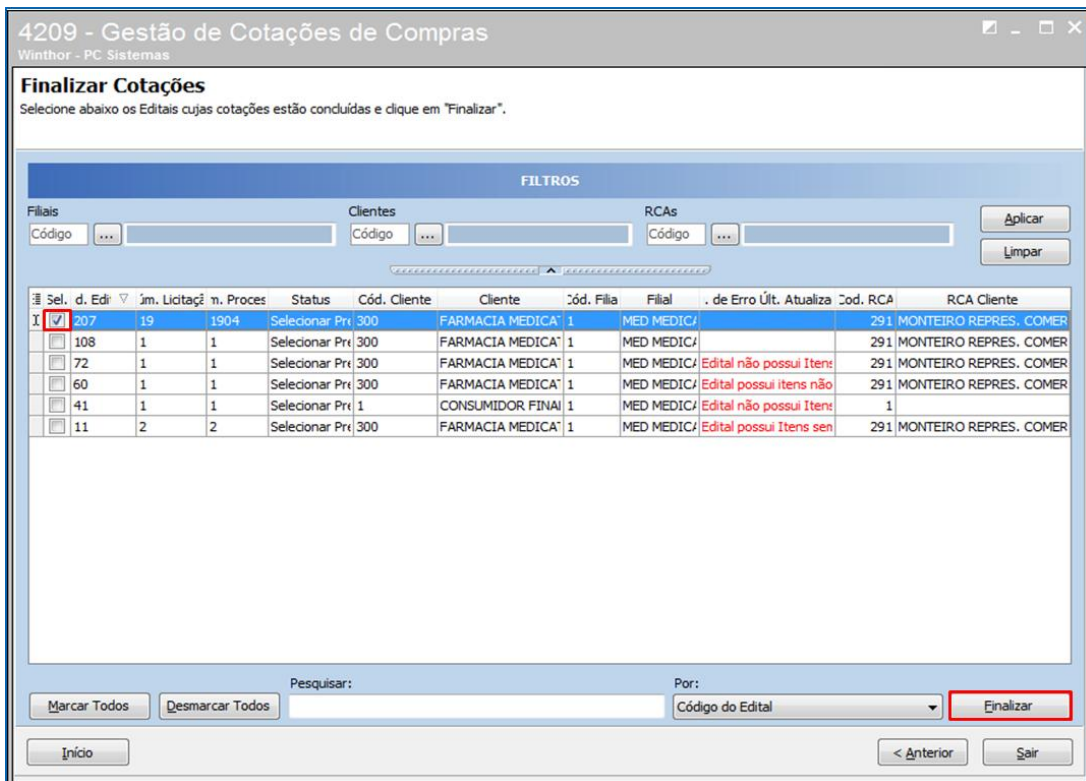 4209 - Gestão de Cotações de Compras
Winthor - PC Sistemas
Finalizar Cotações
Selecione abaixo os Editais cujas cotações estão concluídas e clique em "Finalizar".
FILTROS
Filiais Clientes RCAs
Código ... Código ... Código ... Aplicar
Limpar
Sel. d. Edi úm. Licitaçã m. Proces Status Cód. Cliente Cliente Cód. Filia Filial . de Erro Últ. Atualiza Cod. RCA RCA Cliente
207 19 1904 Selecionar Pre 300 FARMACIA MEDICAT 1 MED MEDICA 291 MONTEIRO REPRES. COMER
108 1 1 Selecionar Pre 300 FARMACIA MEDICAT 1 MED MEDICA 291 MONTEIRO REPRES. COMER
72 1 1 Selecionar Pre 300 FARMACIA MEDICAT 1 MED MEDICA Edital não possui Itens 291 MONTEIRO REPRES. COMER
60 1 1 Selecionar Pre 300 FARMACIA MEDICAT 1 MED MEDICA Edital possui itens não 291 MONTEIRO REPRES. COMER
41 1 1 Selecionar Pre 1 CONSUMIDOR FINAL 1 MED MEDICA Edital não possui Itens 1
11 2 2 Selecionar Pre 300 FARMACIA MEDICAT 1 MED MEDICA Edital possui Itens sem 291 MONTEIRO REPRES. COMER
Pesquisar: Por:
Marcar Todos Desmarcar Todos Código do Edital Finalizar
Início < Anterior Sair